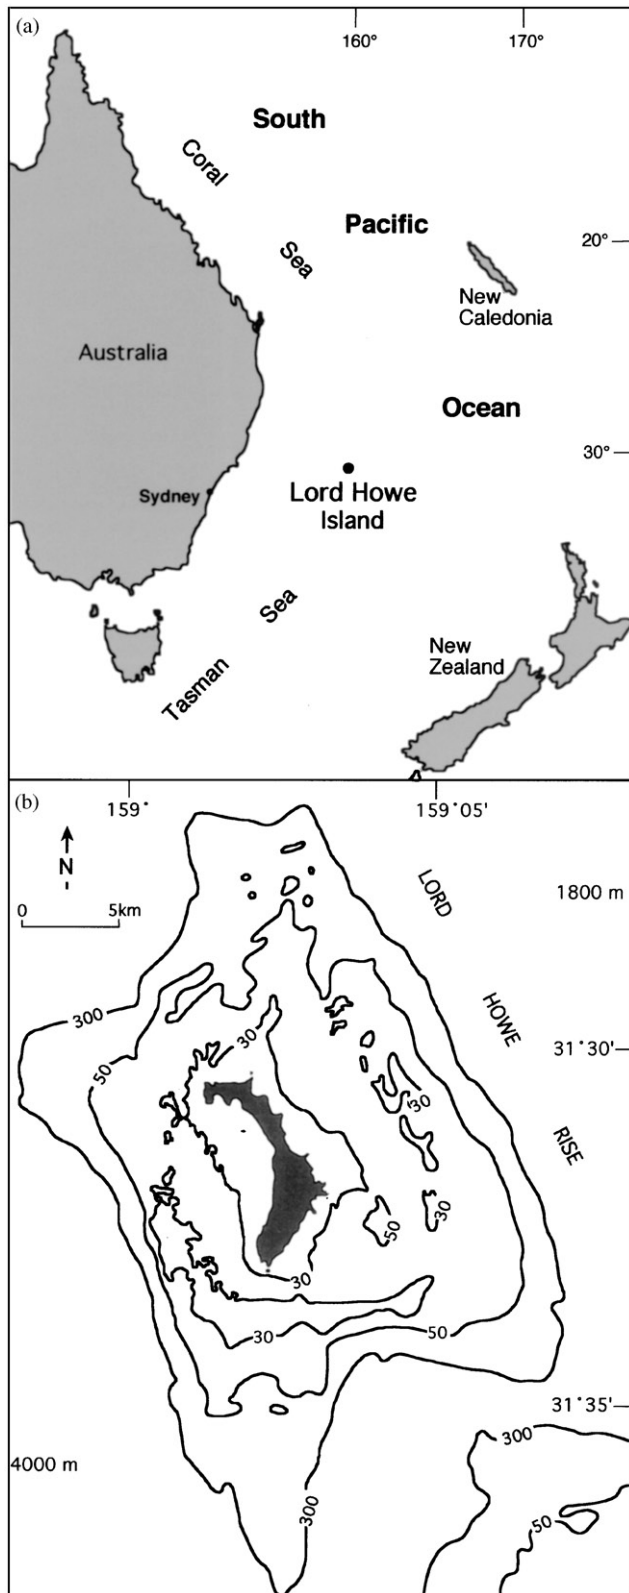 (a)
160°
170°
South
Coral
Sea
Pacific
20°
New
Caledonia
Australia
Ocean
30°
Sydney
Lord Howe
Island
Sea
Tasman
New
Zealand
(b)
159°
159°05'
N
0 5km
LORD
HOWE
RISE
1800 m
300
30
31°30'
50
30
50
30
30
30
50
31°35'
300
4000 m
300
50